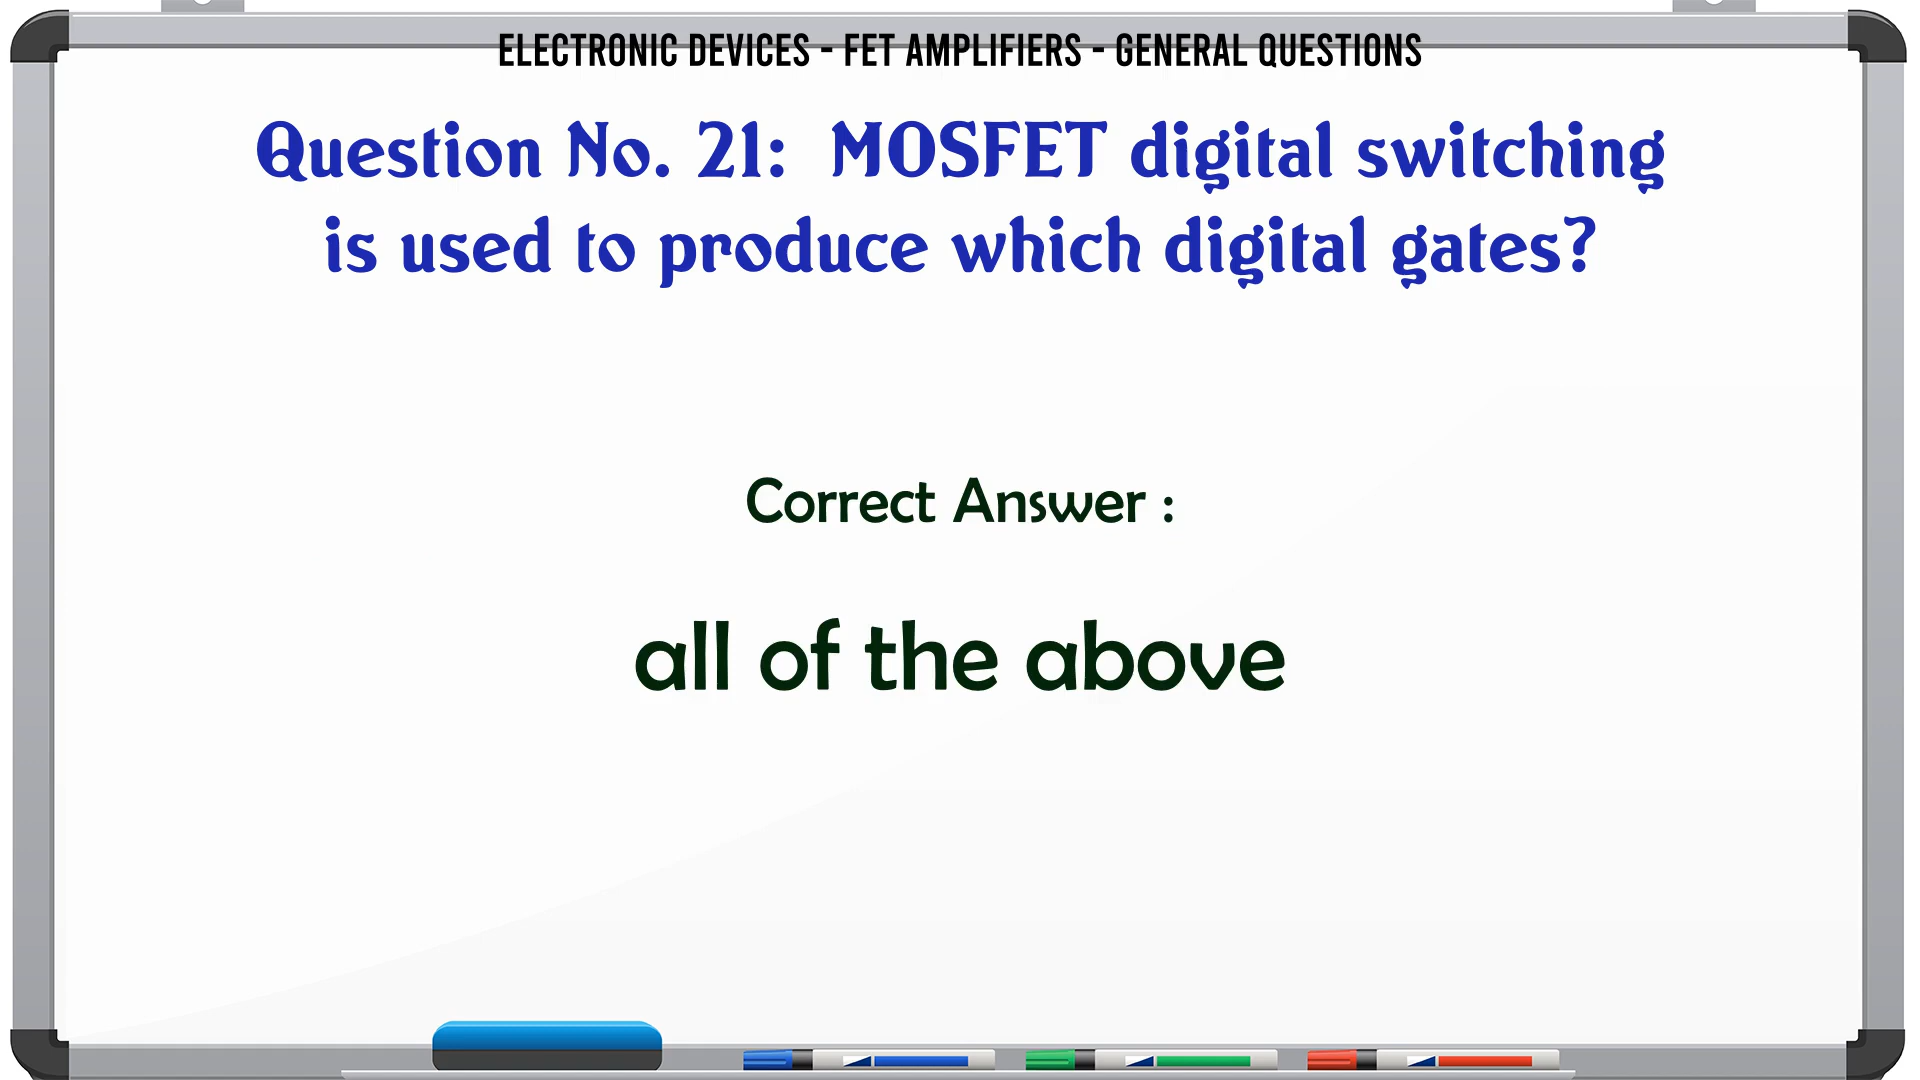 ELECTRONIC DEVICES - FET AMPLIFIERS - GENERAL QUESTIONS
Question No. 21: MOSFET digital switching
is used to produce which digital gates?
Correct Answer :
all of the above